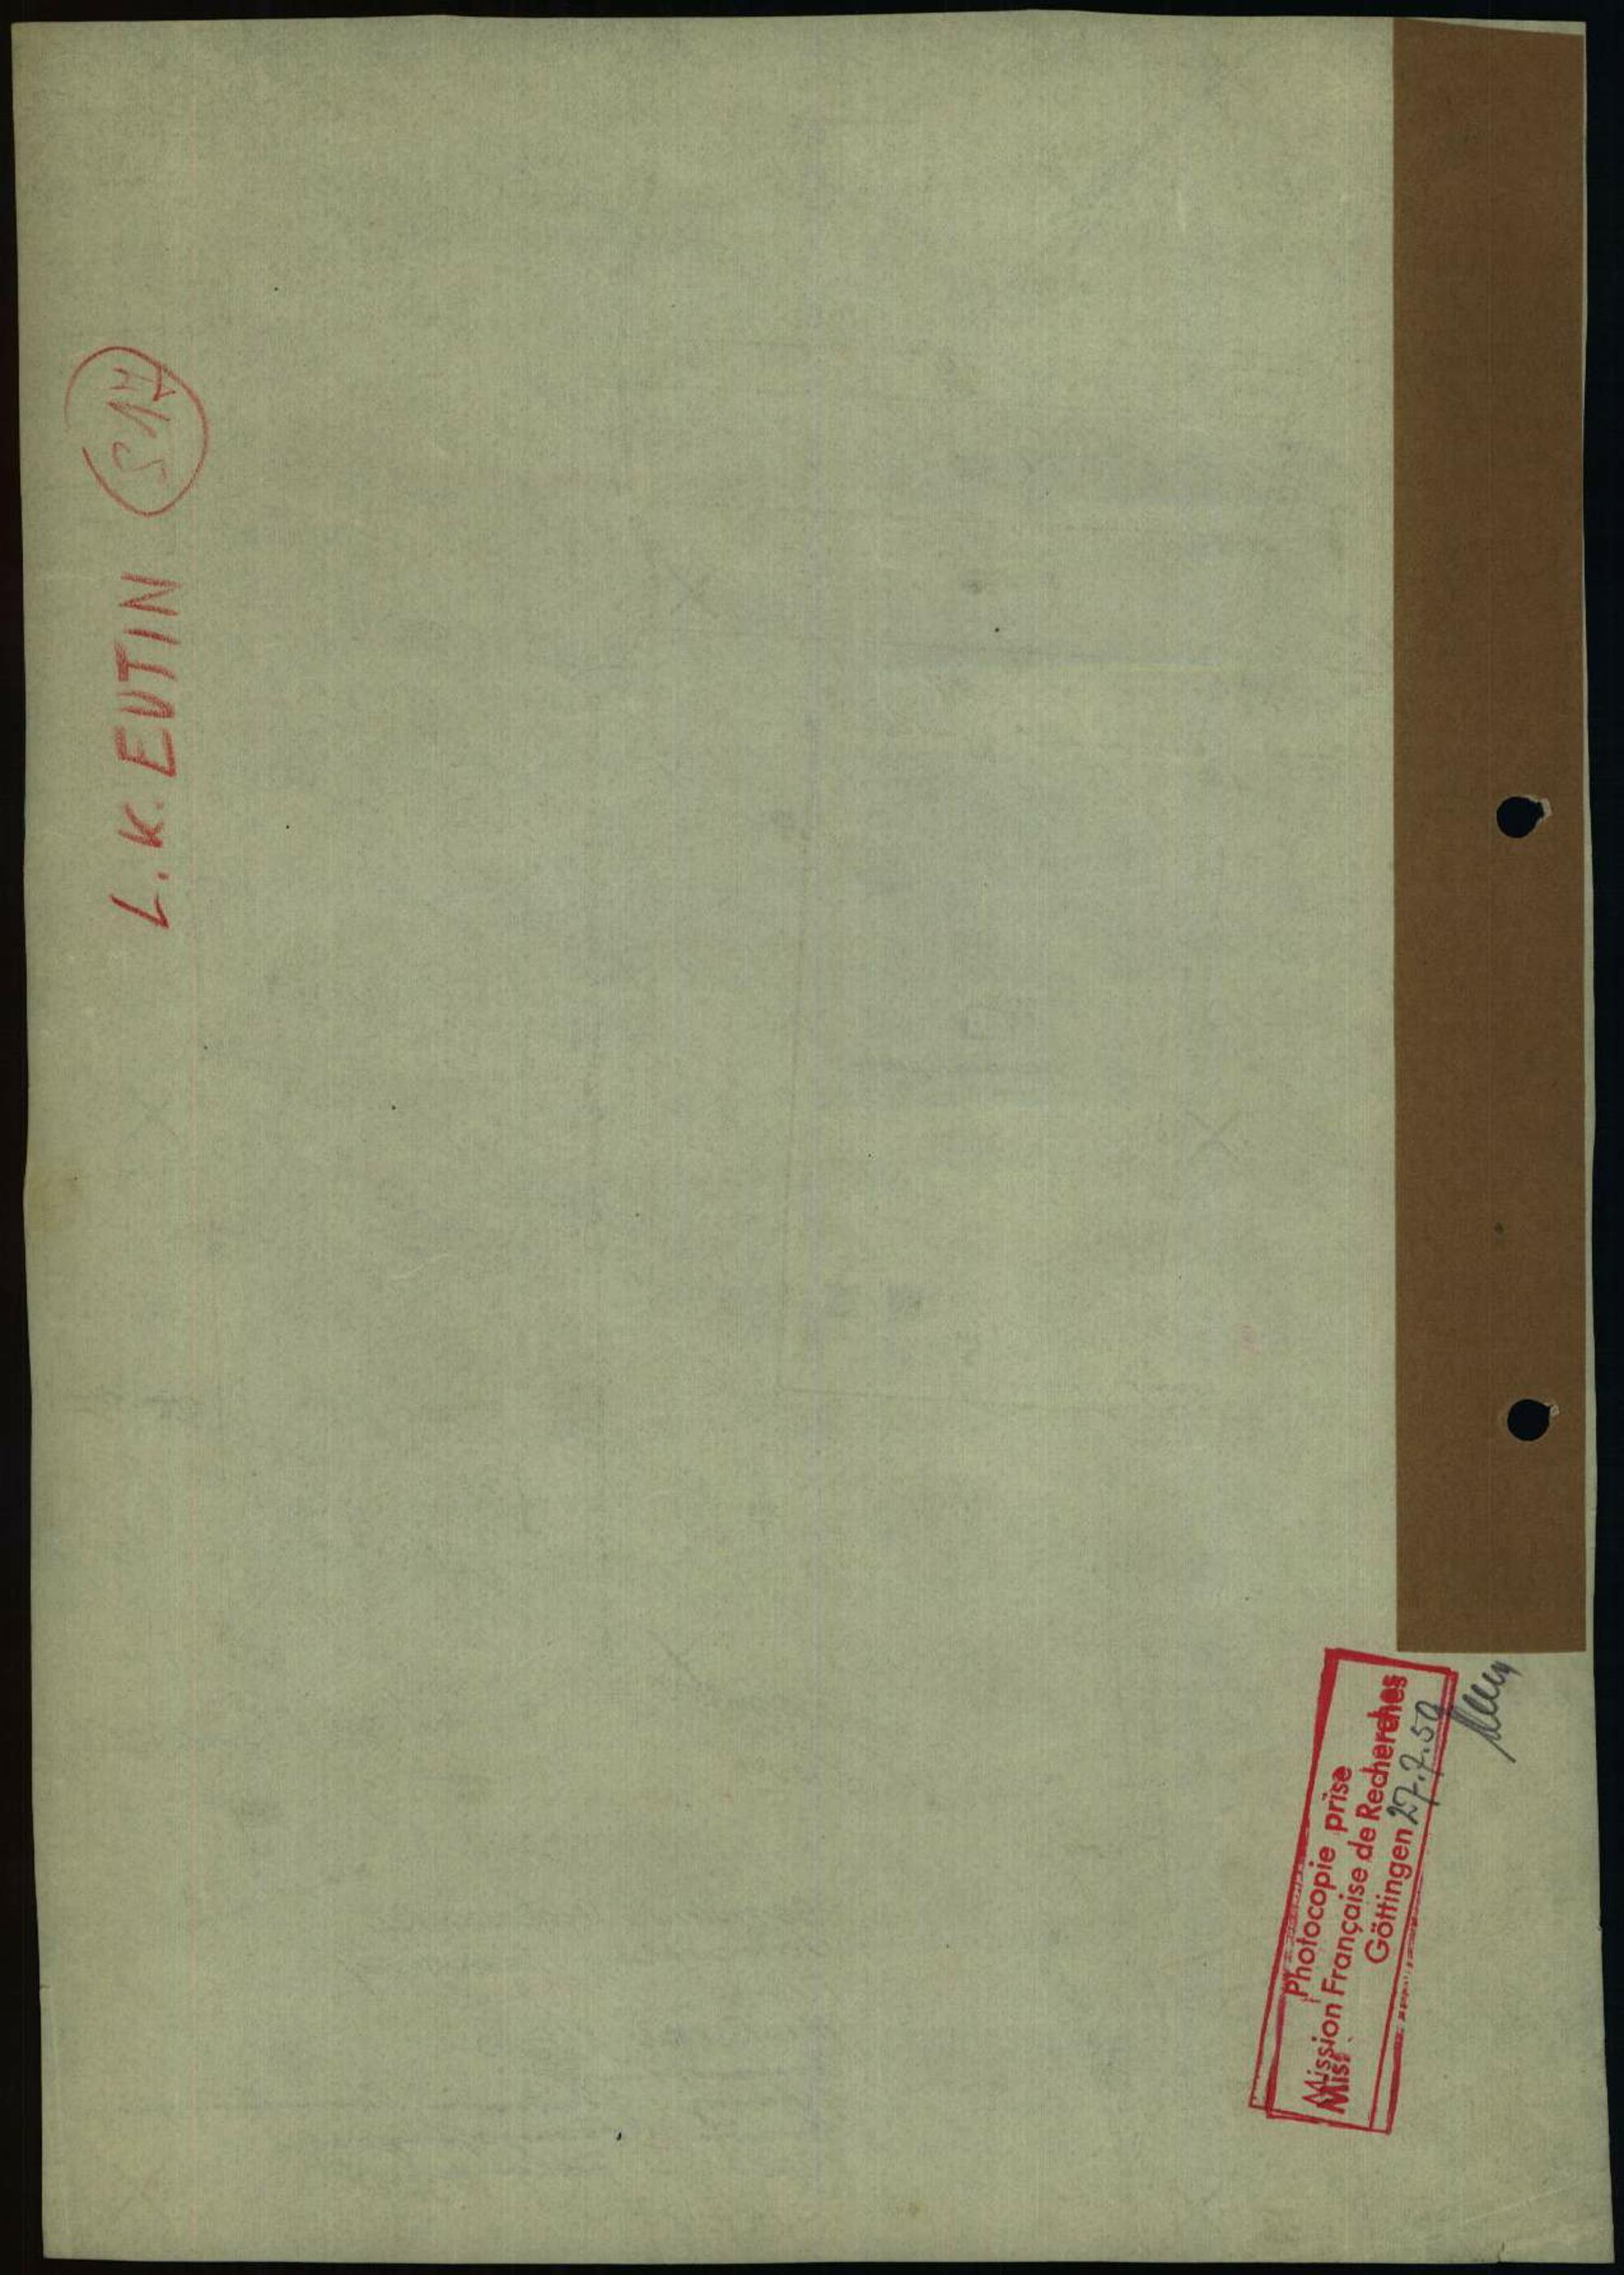 L.K. EUTIN
Photocopie prise
Mission Française de Recherches
Göttingen 27.7.50